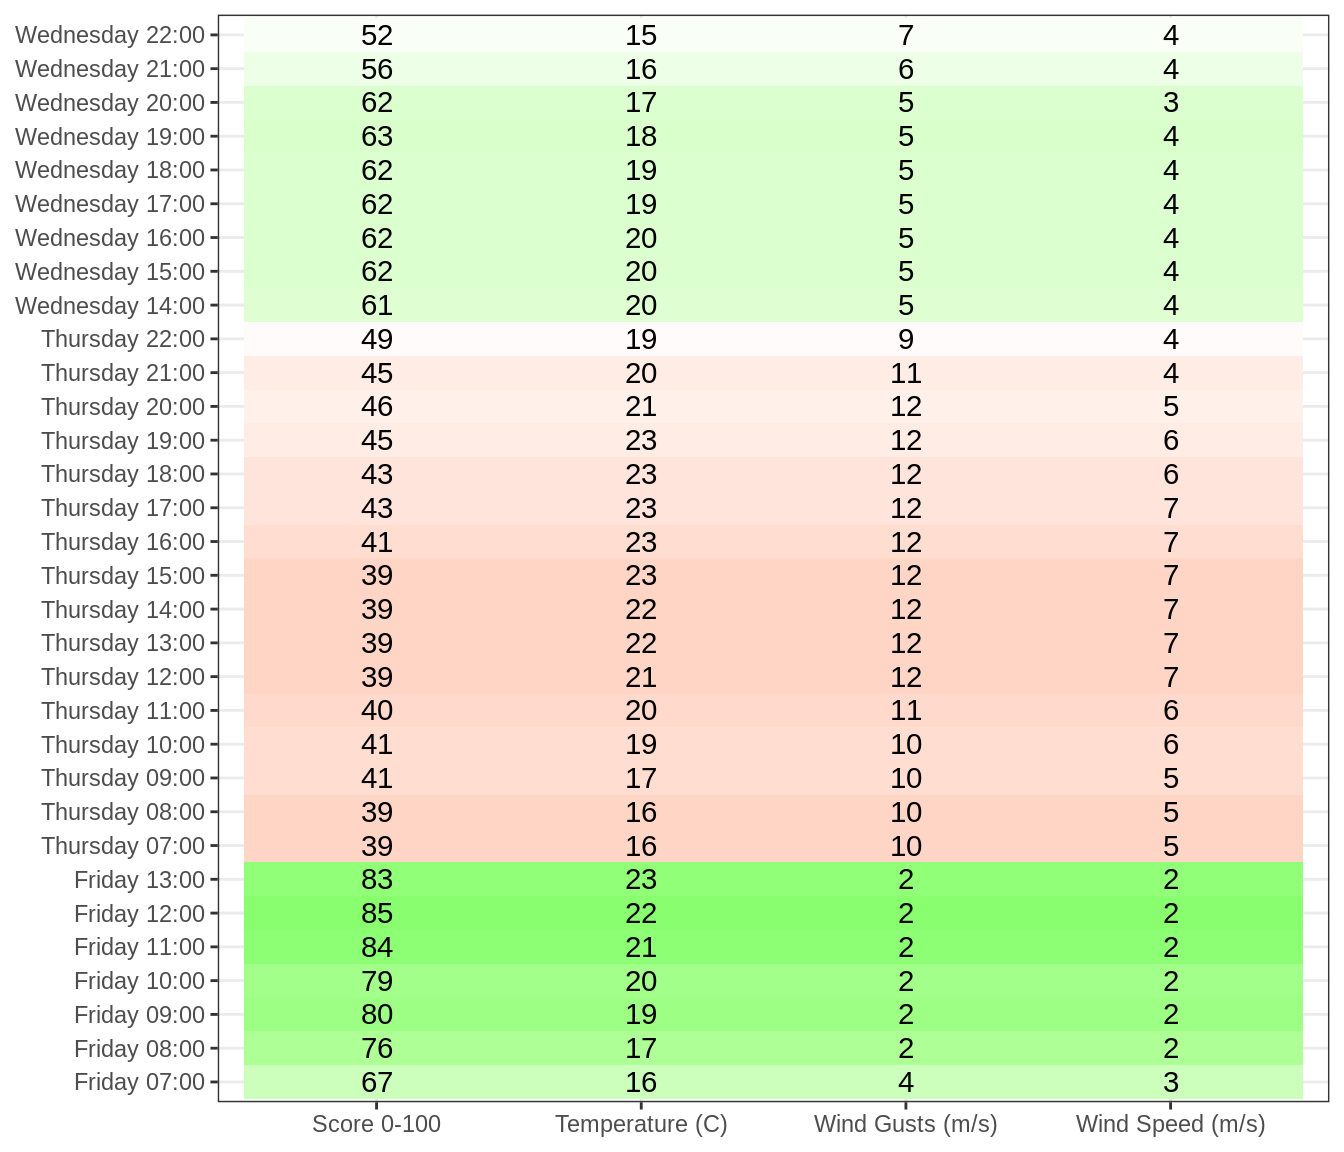 Wednesday 22:00 52 15 7 4
Wednesday 21:00 56 16 6 4
Wednesday 20:00 62 17 5 3
Wednesday 19:00 63 18 5 4
Wednesday 18:00 62 19 5 4
Wednesday 17:00 62 19 5 4
Wednesday 16:00 62 20 5 4
Wednesday 15:00 62 20 5 4
Wednesday 14:00 61 20 5 4
Thursday 22:00 49 19 9 4
Thursday 21:00 45 20 11 4
Thursday 20:00 46 21 12 5
Thursday 19:00 45 23 12 6
Thursday 18:00 43 23 12 6
Thursday 17:00 43 23 12 7
Thursday 16:00 41 23 12 7
Thursday 15:00 39 23 12 7
Thursday 14:00 39 22 12 7
Thursday 13:00 39 22 12 7
Thursday 12:00 39 21 12 7
Thursday 11:00 40 20 11 6
Thursday 10:00 41 19 10 6
Thursday 09:00 41 17 10 5
Thursday 08:00 39 16 10 5
Thursday 07:00 39 16 10 5
Friday 13:00 83 23 2 2
Friday 12:00 85 22 2 2
Friday 11:00 84 21 2 2
Friday 10:00 79 20 2 2
Friday 09:00 80 19 2 2
Friday 08:00 76 17 2 2
Friday 07:00 67 16 4 3
Score 0-100 Temperature (C) Wind Gusts (m/s) Wind Speed (m/s)